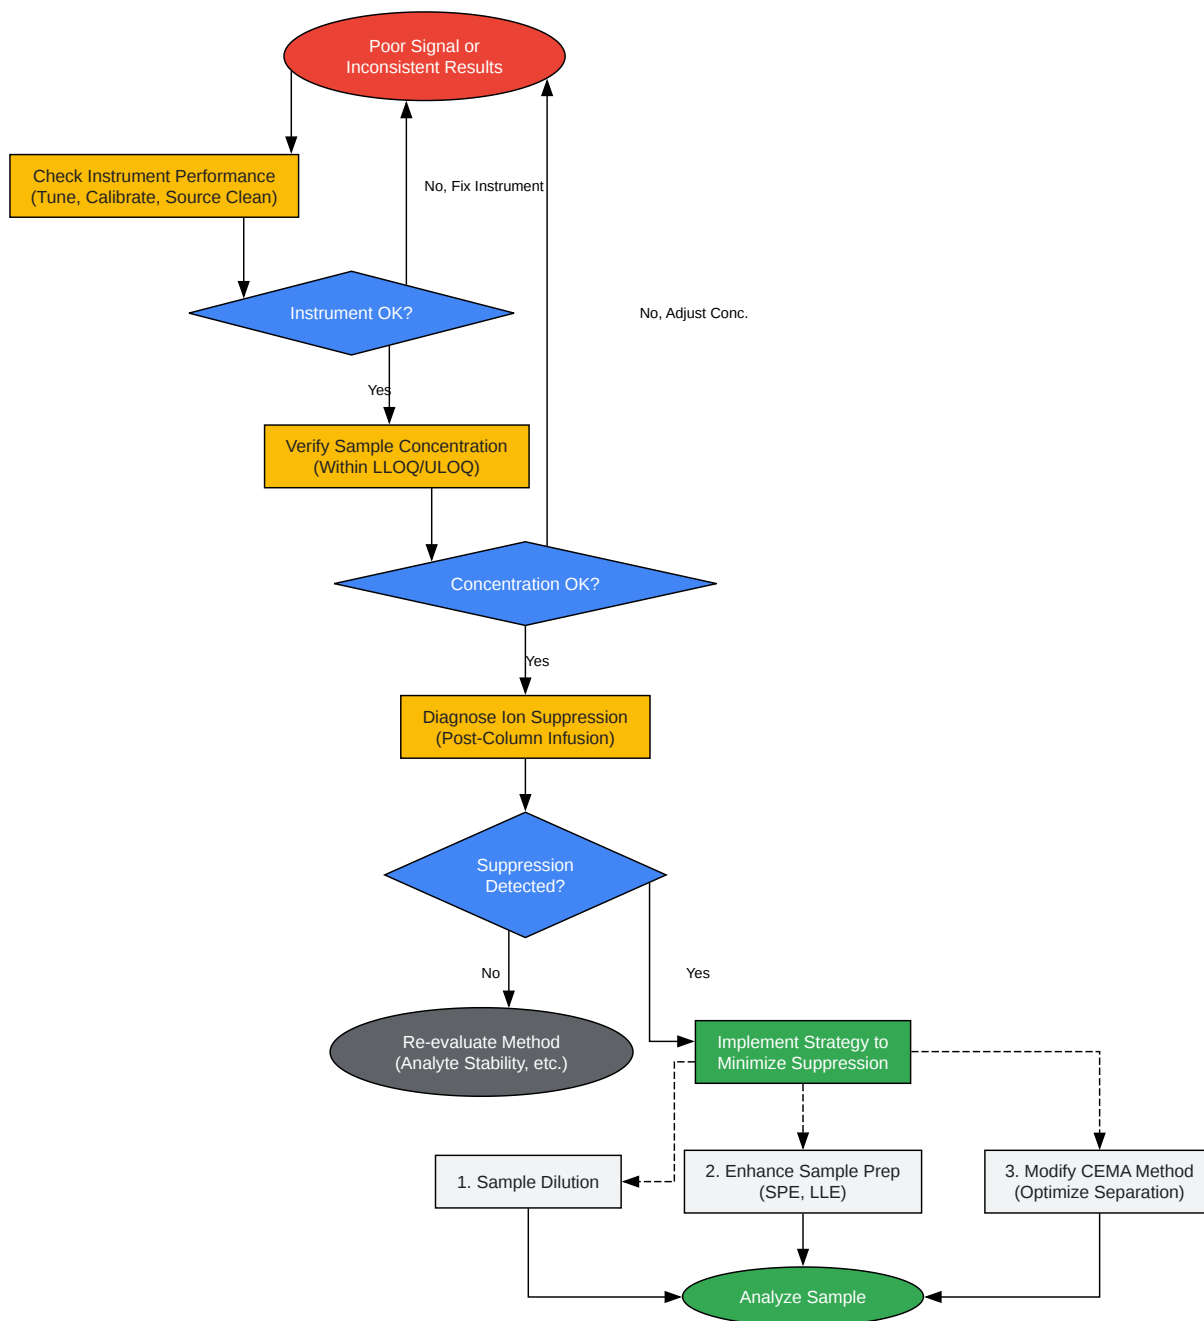 Poor Signal or
Inconsistent Results
Check Instrument Performance
(Tune, Calibrate, Source Clean)
No, Fix Instrument
Instrument OK?
No, Adjust Conc.
Yes
Verify Sample Concentration
(Within LLOQ/ULOQ)
Concentration OK?
Yes
Diagnose Ion Suppression
(Post-Column Infusion)
Suppression
Detected?
No
Yes
Re-evaluate Method
(Analyte Stability, etc.)
Implement Strategy to
Minimize Suppression
1. Sample Dilution
2. Enhance Sample Prep
(SPE, LLE)
3. Modify CEMA Method
(Optimize Separation)
Analyze Sample